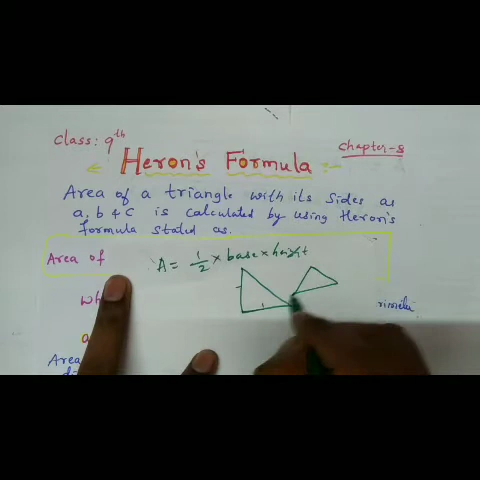 Class: 9th
Chapter-8
Heron's Formula
Area of a triangle with its sides as
a, b & c is calculated by using Heron's
formula stated as.
Area of
A = 1/2 × base × height
Area